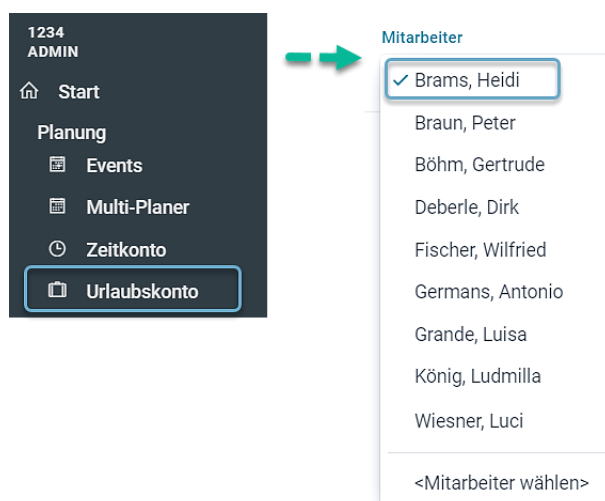 1234
ADMIN
Start
Planung
Events
Multi-Planer
Zeitkonto
Urlaubskonto
Mitarbeiter
Brams, Heidi
Braun, Peter
Böhm, Gertrude
Deberle, Dirk
Fischer, Wilfried
Germans, Antonio
Grande, Luisa
König, Ludmilla
Wiesner, Luci
<Mitarbeiter wählen>